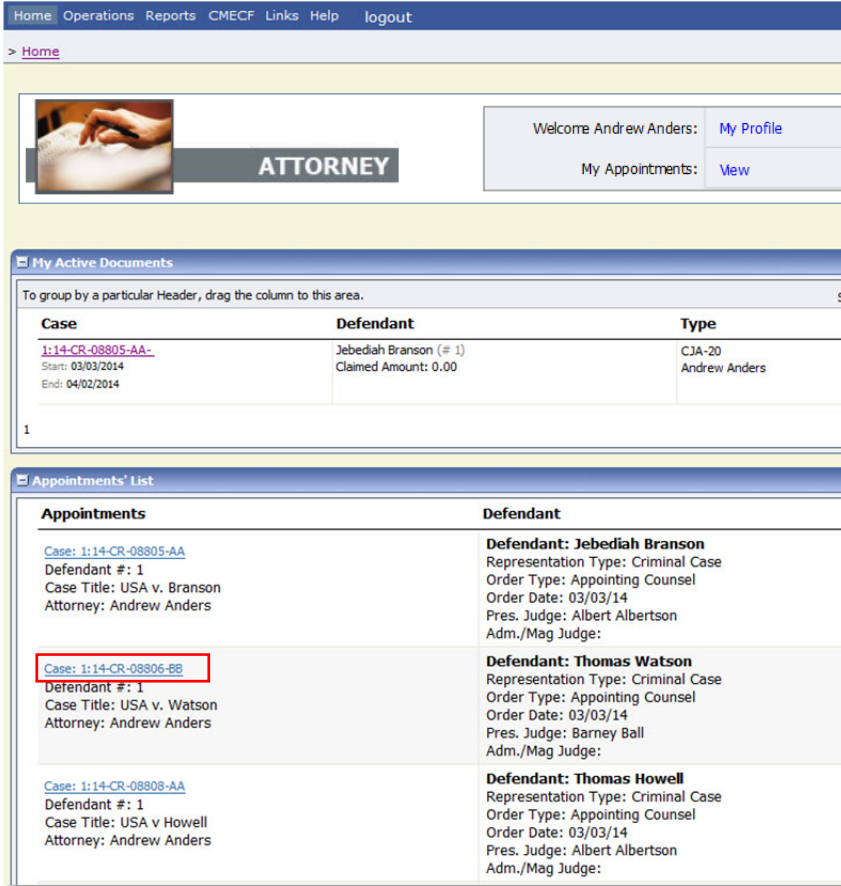 Home Operations Reports CMECF Links Help logout
> Home
ATTORNEY
Welcome Andrew Anders: My Profile
My Appointments: View
My Active Documents
To group by a particular Header, drag the column to this area.
Case Defendant Type
1:14-CR-08805-AA- Jebediah Branson (# 1) CJA-20
Start: 03/03/2014 Claimed Amount: 0.00 Andrew Anders
End: 04/02/2014
1
Appointments' List
Appointments Defendant
Case: 1:14-CR-08805-AA
Defendant #: 1
Case Title: USA v. Branson
Attorney: Andrew Anders
Defendant: Jebediah Branson
Representation Type: Criminal Case
Order Type: Appointing Counsel
Order Date: 03/03/14
Pres. Judge: Albert Albertson
Adm./Mag Judge:
Case: 1:14-CR-08806-BB
Defendant #: 1
Case Title: USA v. Watson
Attorney: Andrew Anders
Defendant: Thomas Watson
Representation Type: Criminal Case
Order Type: Appointing Counsel
Order Date: 03/03/14
Pres. Judge: Barney Ball
Adm./Mag Judge:
Case: 1:14-CR-08808-AA
Defendant #: 1
Case Title: USA v Howell
Attorney: Andrew Anders
Defendant: Thomas Howell
Representation Type: Criminal Case
Order Type: Appointing Counsel
Order Date: 03/03/14
Pres. Judge: Albert Albertson
Adm./Mag Judge: